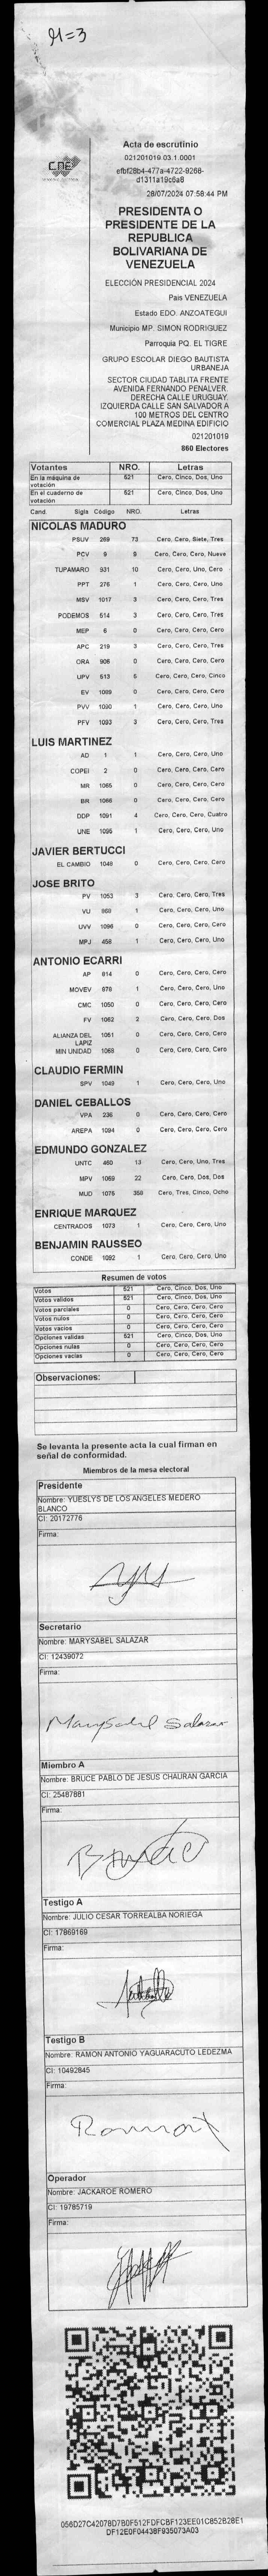 M=3
CNE
Acta de escrutinio
021201019 03.1.0001
efbf28b4-477a-4722-9268-
d1311a19c6a8
28/07/2024 07:58:44 PM
PRESIDENTA O
PRESIDENTE DE LA
REPUBLICA
BOLIVARIANA DE
VENEZUELA
ELECCIÓN PRESIDENCIAL 2024
Pais VENEZUELA
Estado EDO. ANZOATEGUI
Municipio MP. SIMON RODRIGUEZ
Parroquia PQ. EL TIGRE
GRUPO ESCOLAR DIEGO BAUTISTA
URBANEJA
SECTOR CIUDAD TABLITA FRENTE
AVENIDA FERNANDO PEÑALVER.
DERECHA CALLE URUGUAY.
IZQUIERDA CALLE SAN SALVADOR A
100 METROS DEL CENTRO
COMERCIAL PLAZA MEDINA EDIFICIO
021201019
860 Electores
Votantes NRO. Letras
En la máquina de votación 521 Cero, Cinco, Dos, Uno
En el cuaderno de votación 521 Cero, Cinco, Dos, Uno
Cand. Sigla Código NRO. Letras
NICOLAS MADURO
PSUV 269 73 Cero, Cero, Siete, Tres
PCV 9 9 Cero, Cero, Cero, Nueve
TUPAMARO 931 10 Cero, Cero, Uno, Cero
PPT 276 1 Cero, Cero, Cero, Uno
MSV 1017 3 Cero, Cero, Cero, Tres
PODEMOS 514 3 Cero, Cero, Cero, Tres
MEP 6 0 Cero, Cero, Cero, Cero
APC 219 3 Cero, Cero, Cero, Tres
ORA 906 0 Cero, Cero, Cero, Cero
UPV 513 5 Cero, Cero, Cero, Cinco
EV 1089 0 Cero, Cero, Cero, Cero
PVV 1090 1 Cero, Cero, Cero, Uno
PFV 1093 3 Cero, Cero, Cero, Tres
LUIS MARTINEZ
AD 1 1 Cero, Cero, Cero, Uno
COPEI 2 0 Cero, Cero, Cero, Cero
MR 1065 0 Cero, Cero, Cero, Cero
BR 1066 0 Cero, Cero, Cero, Cero
DDP 1091 4 Cero, Cero, Cero, Cuatro
UNE 1095 1 Cero, Cero, Cero, Uno
JAVIER BERTUCCI
EL CAMBIO 1048 0 Cero, Cero, Cero, Cero
JOSE BRITO
PV 1053 3 Cero, Cero, Cero, Tres
VU 960 1 Cero, Cero, Cero, Uno
UVV 1096 0 Cero, Cero, Cero, Cero
MPJ 458 1 Cero, Cero, Cero, Uno
ANTONIO ECARRI
AP 814 0 Cero, Cero, Cero, Cero
MOVEV 979 1 Cero, Cero, Cero, Uno
CMC 1050 0 Cero, Cero, Cero, Cero
FV 1062 2 Cero, Cero, Cero, Dos
ALIANZA DEL LAPIZ 1051 0 Cero, Cero, Cero, Cero
MIN UNIDAD 1068 0 Cero, Cero, Cero, Cero
CLAUDIO FERMIN
SPV 1049 1 Cero, Cero, Cero, Uno
DANIEL CEBALLOS
VPA 236 0 Cero, Cero, Cero, Cero
AREPA 1094 0 Cero, Cero, Cero, Cero
EDMUNDO GONZALEZ
UNTC 460 13 Cero, Cero, Uno, Tres
MPV 1069 22 Cero, Cero, Dos, Dos
MUD 1075 358 Cero, Tres, Cinco, Ocho
ENRIQUE MARQUEZ
CENTRADOS 1073 1 Cero, Cero, Cero, Uno
BENJAMIN RAUSSEO
CONDE 1092 1 Cero, Cero, Cero, Uno
Resumen de votos
Votos 521 Cero, Cinco, Dos, Uno
Votos validos 521 Cero, Cinco, Dos, Uno
Votos parciales 0 Cero, Cero, Cero, Cero
Votos nulos 0 Cero, Cero, Cero, Cero
Votos vacios 0 Cero, Cero, Cero, Cero
Opciones validas 521 Cero, Cinco, Dos, Uno
Opciones nulas 0 Cero, Cero, Cero, Cero
Opciones vacias 0 Cero, Cero, Cero, Cero
Observaciones:
Se levanta la presente acta la cual firman en
señal de conformidad.
Miembros de la mesa electoral
Presidente
Nombre: YUESLYS DE LOS ANGELES MEDERO
BLANCO
CI: 20172776
Firma:
Secretario
Nombre: MARYSABEL SALAZAR
CI: 12439072
Firma:
Marysabel Salazar
Miembro A
Nombre: BRUCE PABLO DE JESUS CHAURAN GARCIA
CI: 25487881
Firma:
Testigo A
Nombre: JULIO CESAR TORREALBA NORIEGA
CI: 17869169
Firma:
Testigo B
Nombre: RAMON ANTONIO YAGUARACUTO LEDEZMA
CI: 10492845
Firma:
Ramon
Operador
Nombre: JACKAROE ROMERO
CI: 19785719
Firma:
056D27C42078D7B0F512FDFCBF123EE01C852B28E1
DF12E0F04438F935073A03